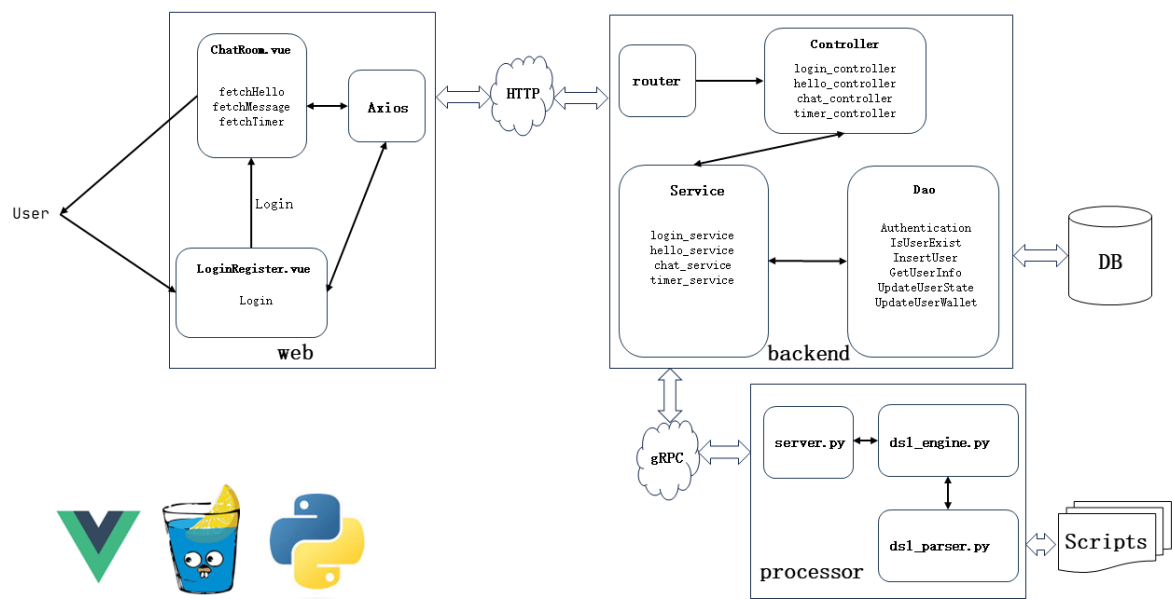 ChatRoom.vue
fetchHello
fetchMessage
fetchTimer
Axios
User
Login
LoginRegister.vue
Login
web
HTTP
router
Controller
login_controller
hello_controller
chat_controller
timer_controller
Service
login_service
hello_service
chat_service
timer_service
Dao
Authentication
IsUserExist
InsertUser
GetUserInfo
UpdateUserState
UpdateUserWallet
backend
DB
gRPC
server.py
dsl_engine.py
dsl_parser.py
processor
Scripts